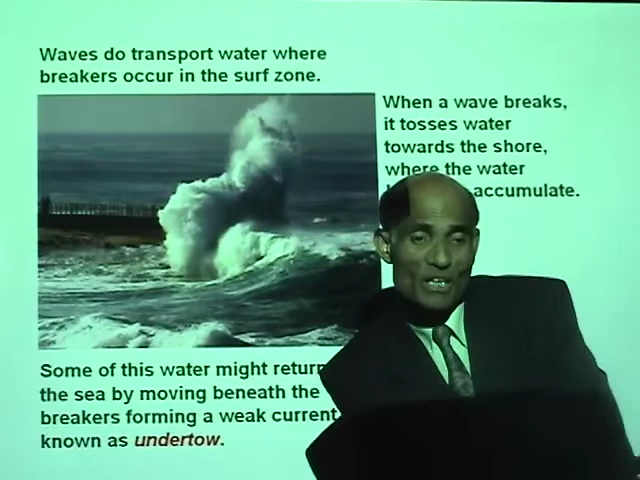 Waves do transport water where
breakers occur in the surf zone.
When a wave breaks,
it tosses water
towards the shore,
where the water
accumulate.
Some of this water might return
the sea by moving beneath the
breakers forming a weak current
known as undertow.